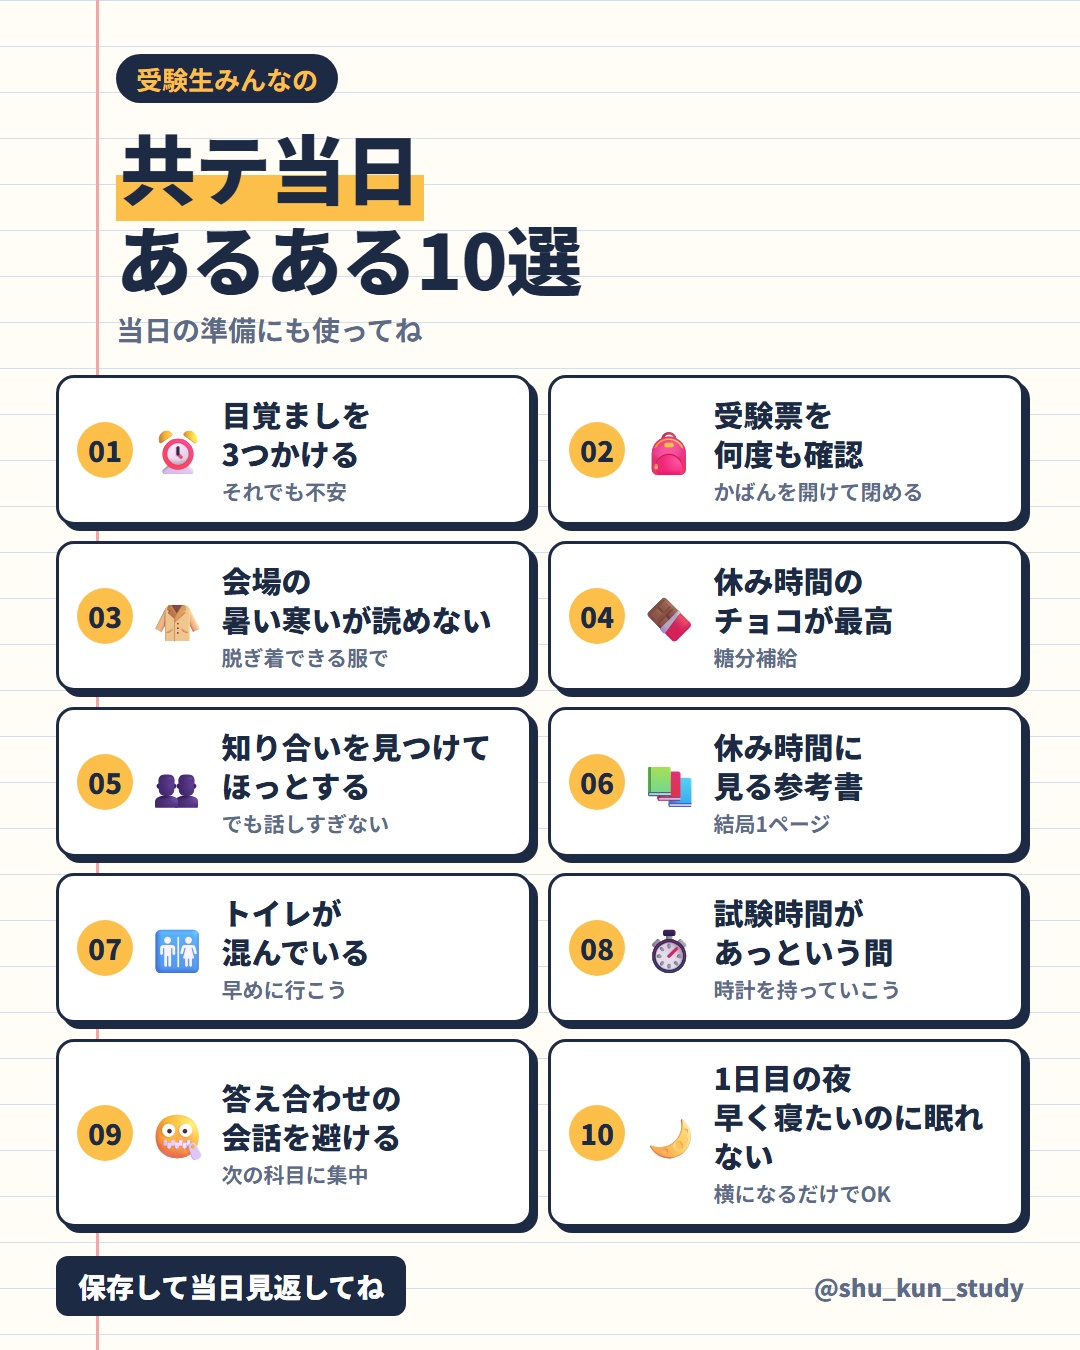 受験生みんなの
共テ当日
あるある10選
当日の準備にも使ってね
01
目覚ましを
3つかける
それでも不安
02
受験票を
何度も確認
かばんを開けて閉める
03
会場の
暑い寒いが読めない
脱ぎ着できる服で
04
休み時間の
チョコが最高
糖分補給
05
知り合いを見つけて
ほっとする
でも話しすぎない
06
休み時間に
見る参考書
結局1ページ
07
トイレが
混んでいる
早めに行こう
08
試験時間が
あっという間
時計を持っていこう
09
答え合わせの
会話を避ける
次の科目に集中
10
1日目の夜
早く寝たいのに眠れ
ない
横になるだけでOK
保存して当日見返してね
@shu_kun_study